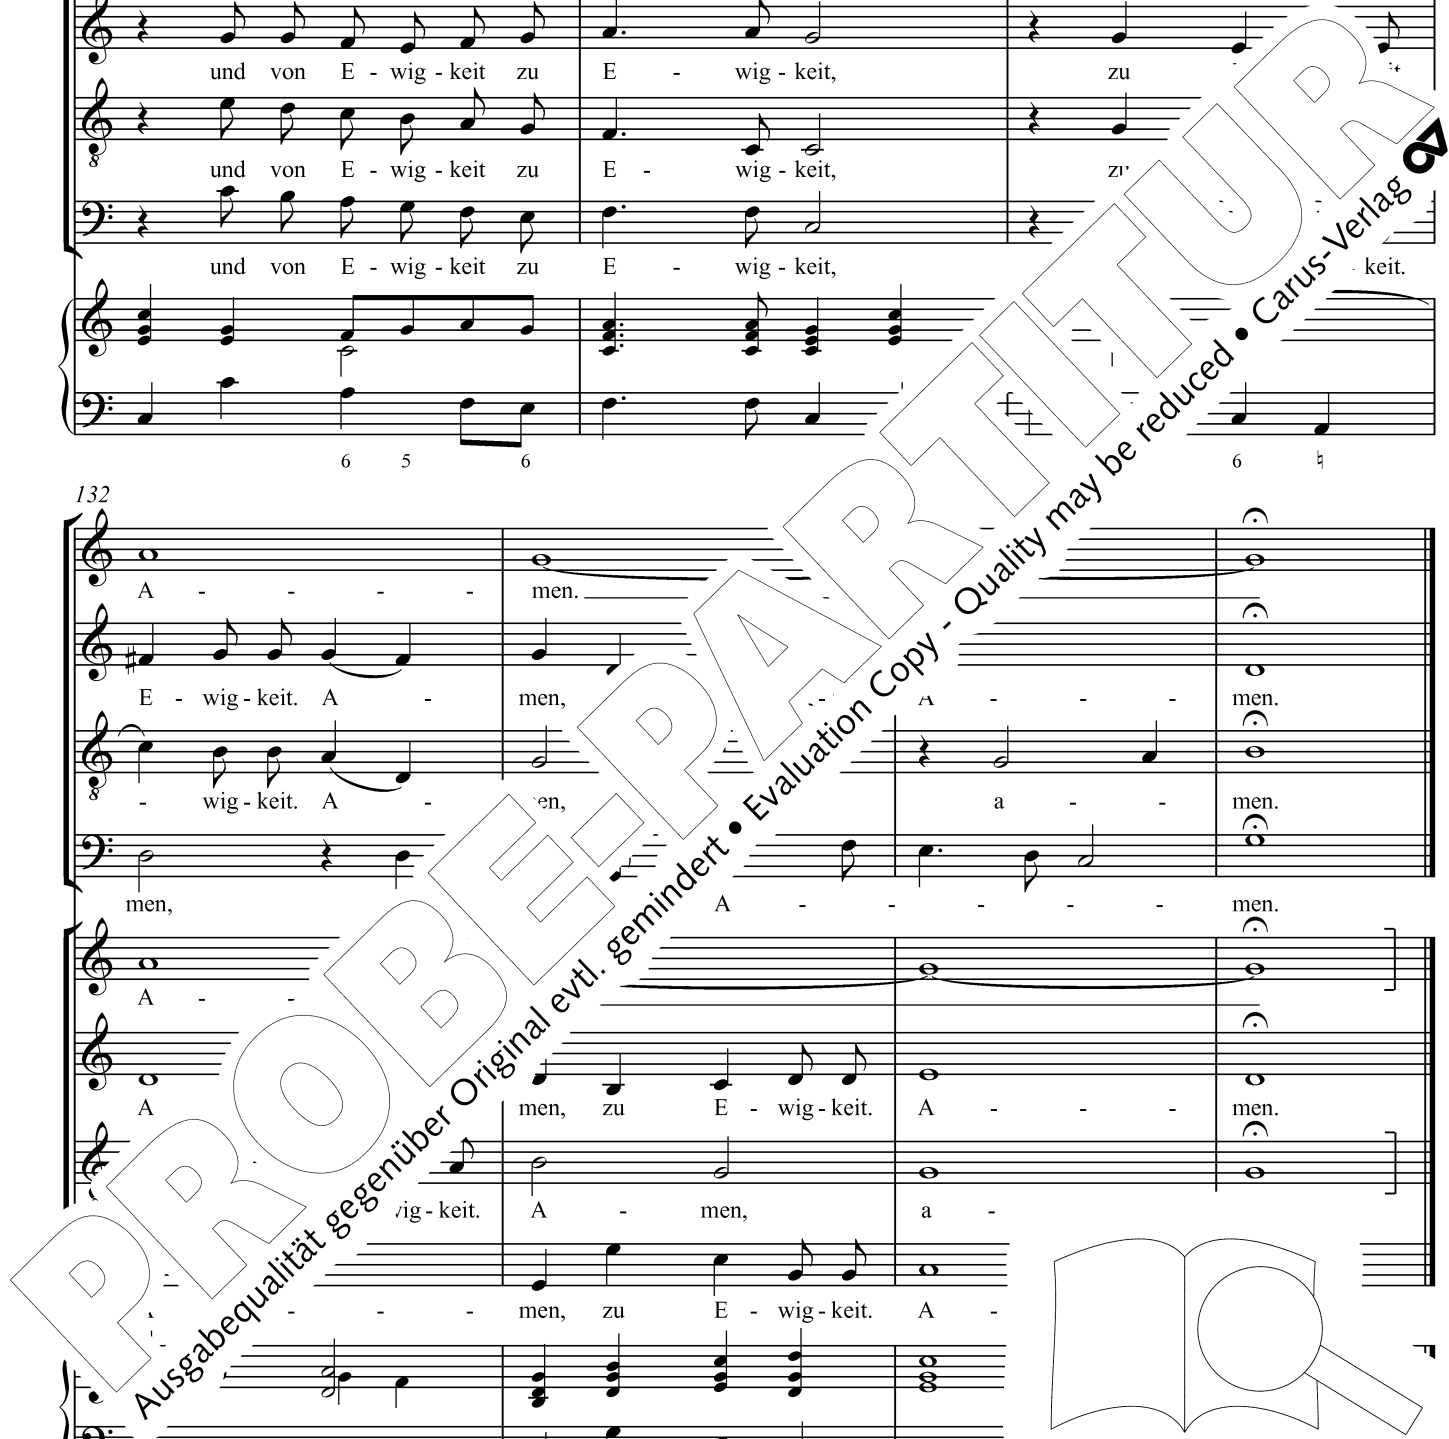 und von E - wig - keit zu E - wig - keit, zu
und von E - wig - keit zu E - wig - keit,
und von E - wig - keit zu E - wig - keit, keit.
6 5 6 6 ♮
132
A - - - - men.
E - wig - keit. A - men, A - - - men.
- wig - keit. A - a - - men.
men, A - - - - - men.
A - -
A men, zu E - wig - keit. A - - - men.
keit. A - men, a -
- - - men, zu E - wig - keit. A -
PROBE-PARTITUR
Ausgabequalität gegenüber Original evtl. gemindert • Evaluation Copy - Quality may be reduced • Carus-Verlag